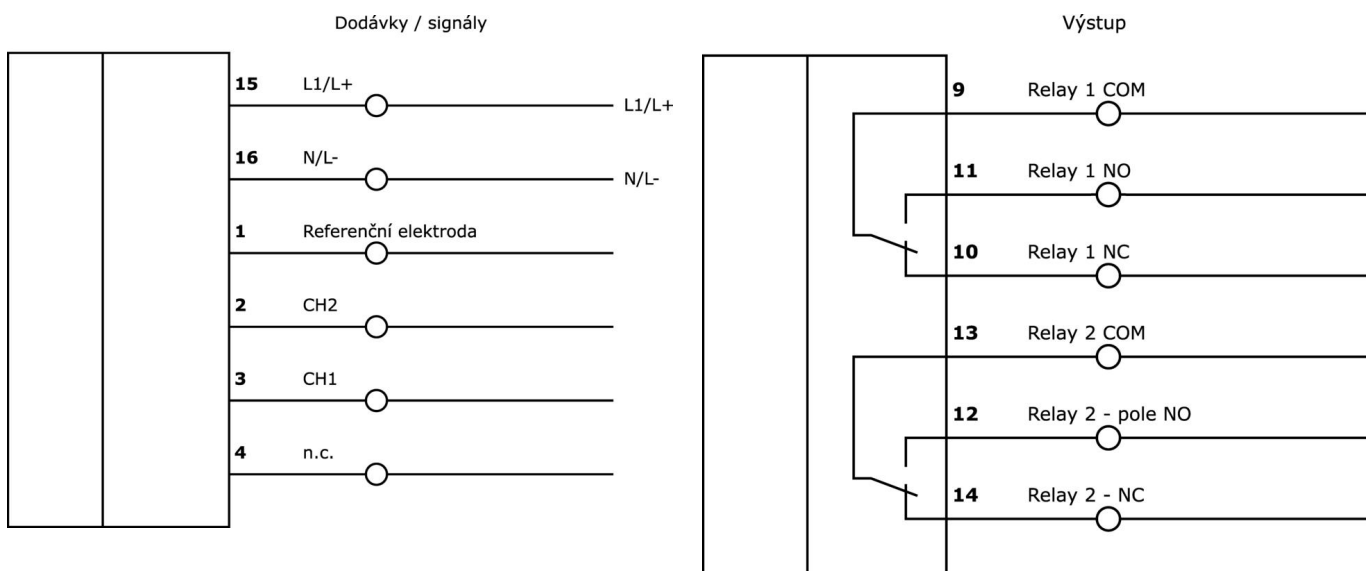 Dodávky / signály
15 L1/L+
L1/L+
16 N/L-
N/L-
1 Referenční elektroda
2 CH2
3 CH1
4 n.c.
Výstup
9 Relay 1 COM
11 Relay 1 NO
10 Relay 1 NC
13 Relay 2 COM
12 Relay 2 - pole NO
14 Relay 2 - NC